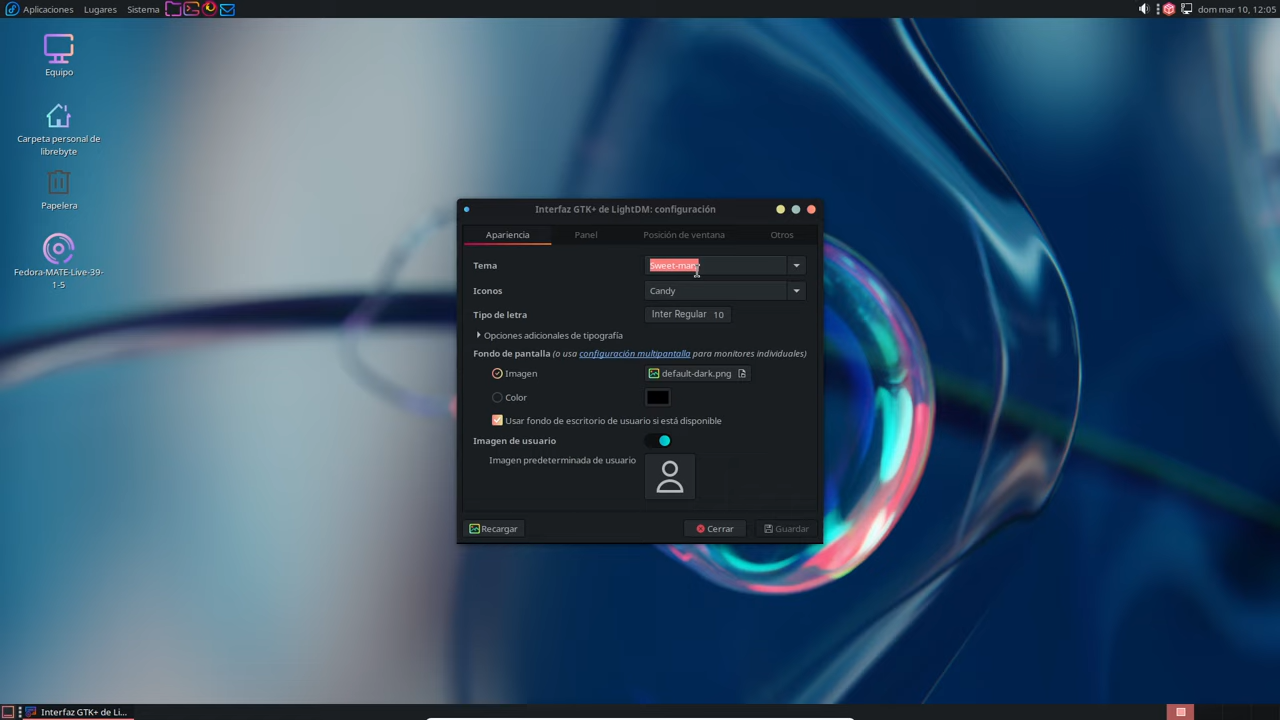 Aplicaciones Lugares Sistema dom mar 10, 12:05
Equipo
Carpeta personal de
librebyte
Papelera
Fedora-MATE-Live-39-
1-5
Interfaz GTK+ de LightDM: configuración
Apariencia Panel Posición de ventana Otros
Tema
Iconos Candy
Tipo de letra Inter Regular 10
Opciones adicionales de tipografía
Fondo de pantalla (o usa configuración multipantalla para monitores individuales)
Imagen default-dark.png
Color
Usar fondo de escritorio de usuario si está disponible
Imagen de usuario
Imagen predeterminada de usuario
Recargar Cerrar Guardar
Interfaz GTK+ de Li...